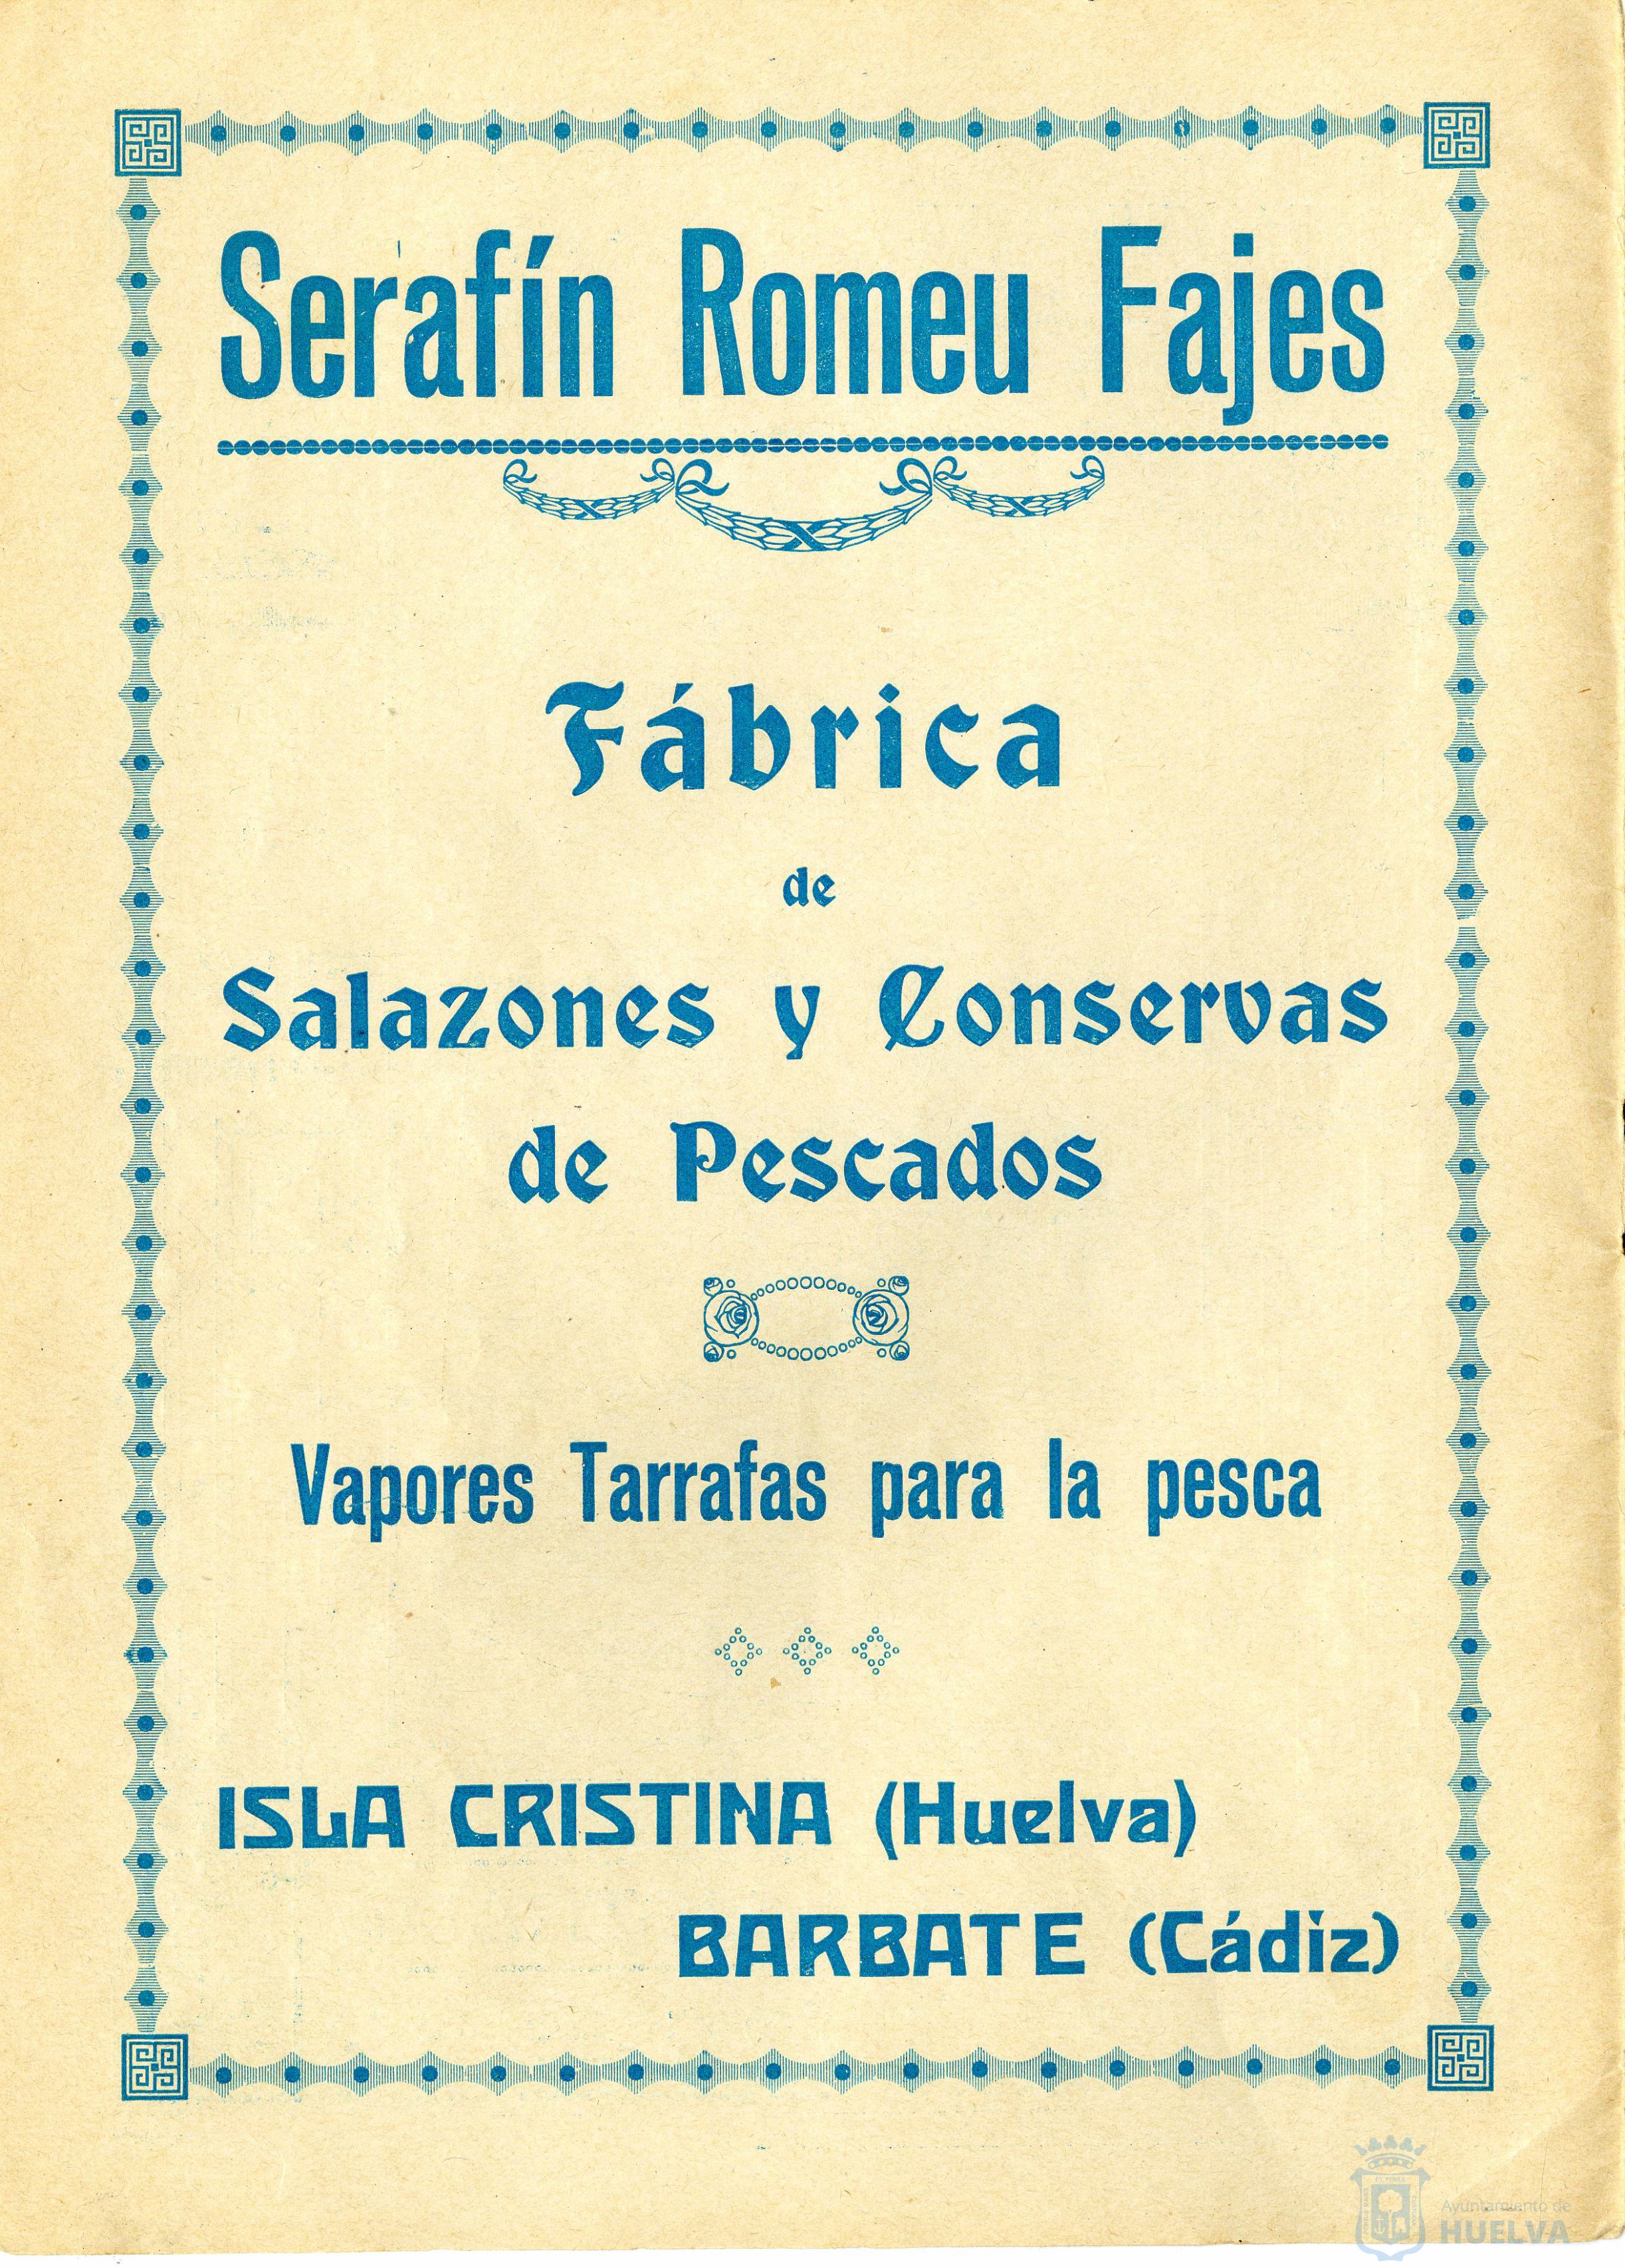 Serafín Romeu Fajes
Fábrica
de
Salazones y Conservas
de Pescados
Vapores Tarrafas para la pesca
ISLA CRISTINA (Huelva)
BARBATE (Cádiz)
Ayuntamiento de
HUELVA